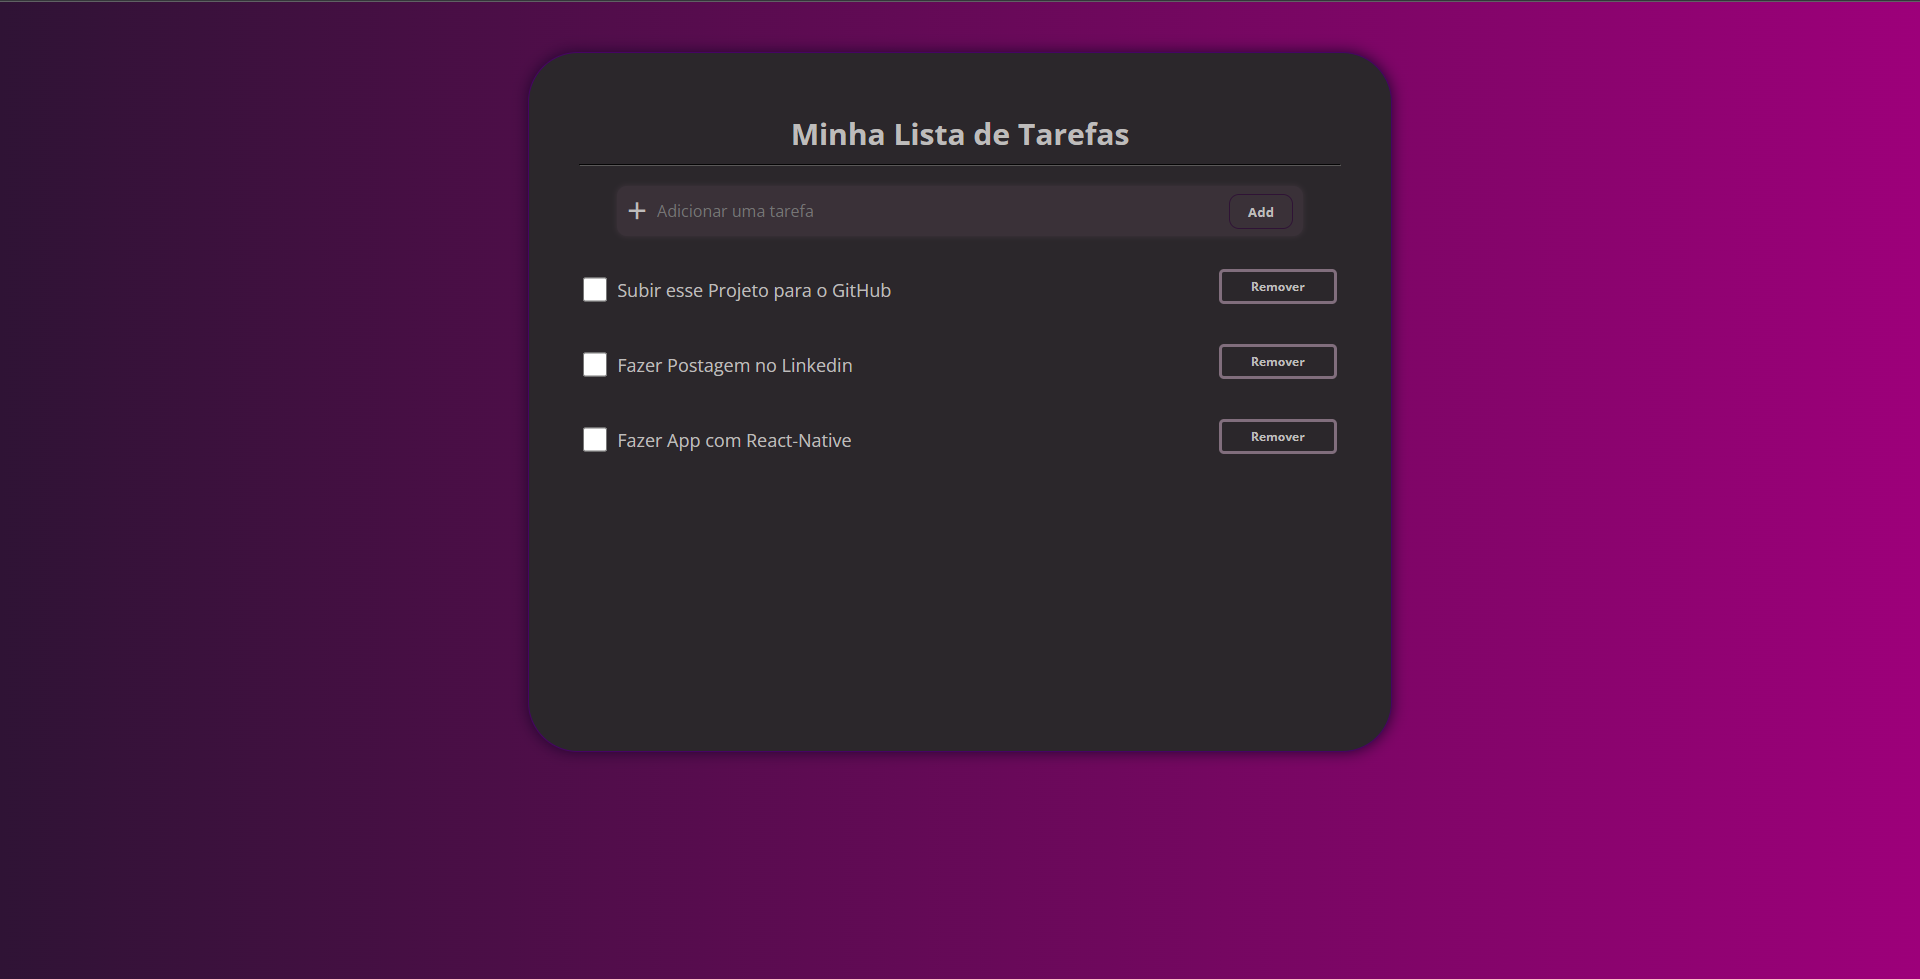 Minha Lista de Tarefas
+ Adicionar uma tarefa Add
Subir esse Projeto para o GitHub Remover
Fazer Postagem no Linkedin Remover
Fazer App com React-Native Remover